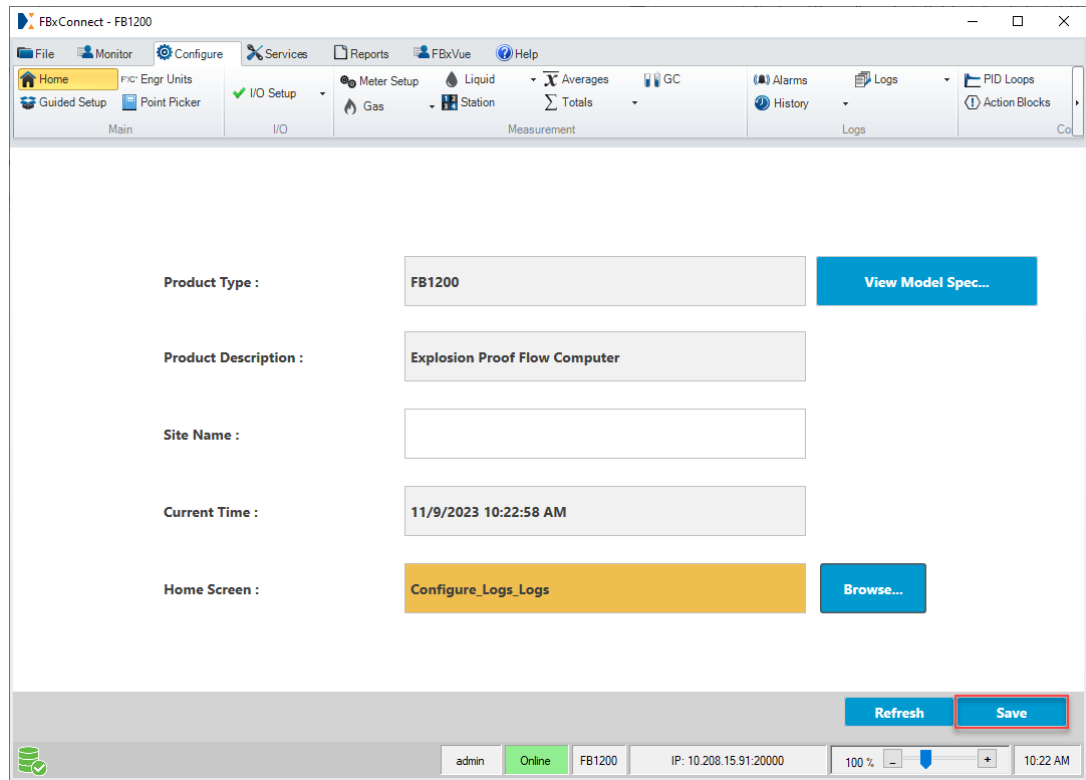 FBxConnect - FB1200
File Monitor Configure Services Reports FBxVue Help
Home F°/C° Engr Units I/O Setup Meter Setup Liquid X Averages GC Alarms Logs PID Loops
Guided Setup Point Picker Gas Station Σ Totals History Action Blocks
Main I/O Measurement Logs Co
Product Type : FB1200 View Model Spec...
Product Description : Explosion Proof Flow Computer
Site Name :
Current Time : 11/9/2023 10:22:58 AM
Home Screen : Configure_Logs_Logs Browse...
Refresh Save
admin Online FB1200 IP: 10.208.15.91:20000 100 % - + 10:22 AM